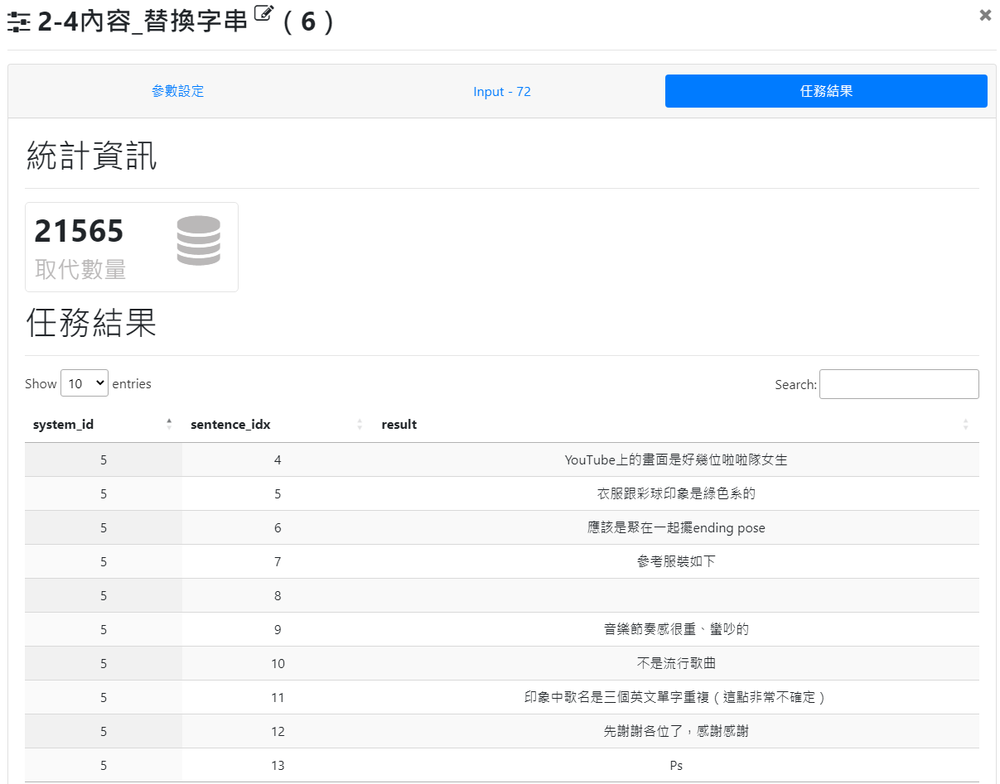 2-4內容_替換字串 ( 6 )
參數設定 Input - 72 任務結果
統計資訊
21565
取代數量
任務結果
Show 10 entries Search:
system_id sentence_idx result
5 4 YouTube上的畫面是好幾位啦啦隊女生
5 5 衣服跟彩球印象是綠色系的
5 6 應該是聚在一起擺ending pose
5 7 參考服裝如下
5 8
5 9 音樂節奏感很重、蠻吵的
5 10 不是流行歌曲
5 11 印象中歌名是三個英文單字重複（這點非常不確定）
5 12 先謝謝各位了，感謝感謝
5 13 Ps